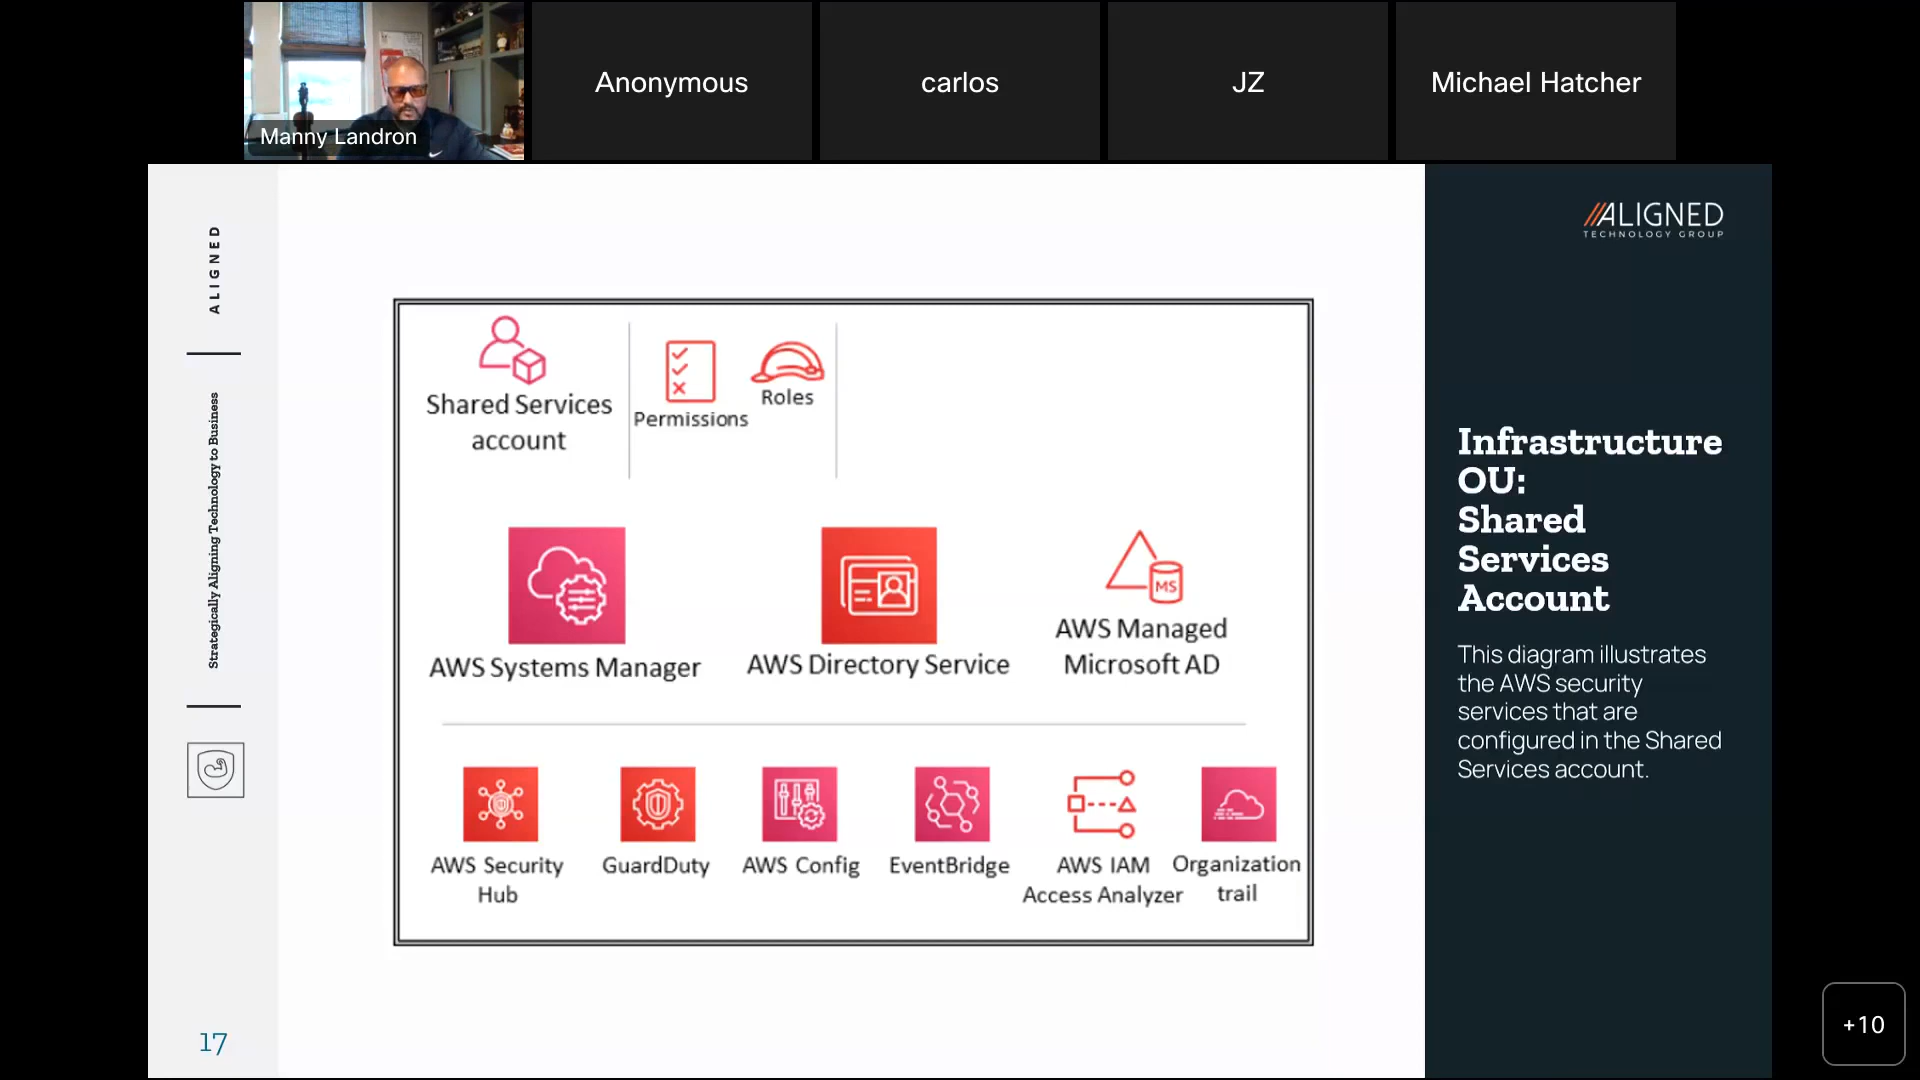 Manny Landron
Anonymous
carlos
JZ
Michael Hatcher
ALIGNED
Strategically Aligning Technology to Business
17
Shared Services
account
Permissions
Roles
AWS Systems Manager
AWS Directory Service
MS
AWS Managed
Microsoft AD
AWS Security
Hub
GuardDuty
AWS Config
EventBridge
AWS IAM
Access Analyzer
Organization
trail
ALIGNED
TECHNOLOGY GROUP
Infrastructure
OU:
Shared
Services
Account
This diagram illustrates
the AWS security
services that are
configured in the Shared
Services account.
+10